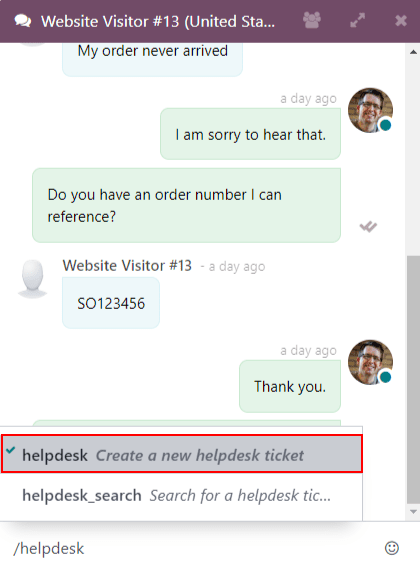 Website Visitor #13 (United Sta...
My order never arrived
a day ago
I am sorry to hear that.
Do you have an order number I can
reference?
Website Visitor #13 - a day ago
SO123456
a day ago
Thank you.
helpdesk Create a new helpdesk ticket
helpdesk_search Search for a helpdesk tic...
/helpdesk